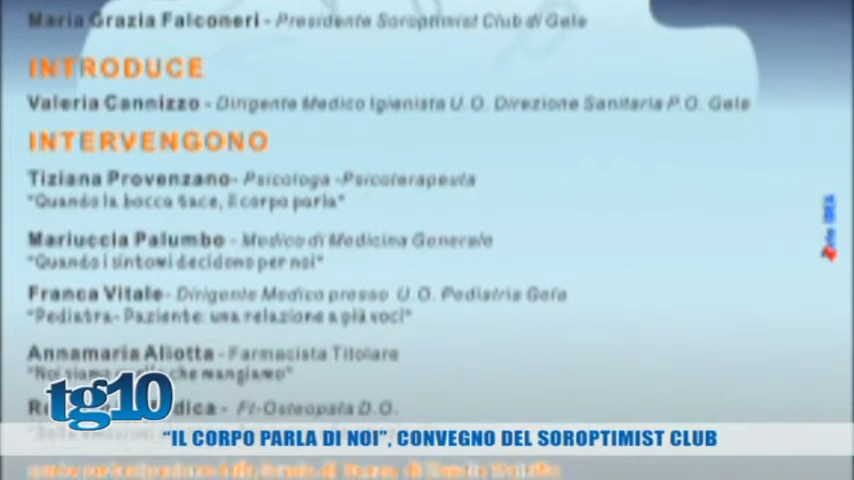 Maria Grazia Falconeri - Presidente Soroptimist Club di Gela
INTRODUCE
Valeria Cannizzo - Dirigente Medico Igienista U.O. Direzione Sanitaria P.O. Gela
INTERVENGONO
Tiziana Provenzano- Psicologa -Psicoterapeuta
"Quando la bocca tace, il corpo parla"
Mariuccia Palumbo - Medico di Medicina Generale
"Quando i sintomi decidono per noi"
Franca Vitale- Dirigente Medico presso U.O. Pediatria Gela
"Pediatra- Paziente: una relazione a più voci"
Annamaria Aliotta - Farmacista Titolare
"Noi siamo quello che mangiamo"
- Ft-Osteopata D.O.
tg10
"IL CORPO PARLA DI NOI", CONVEGNO DEL SOROPTIMIST CLUB